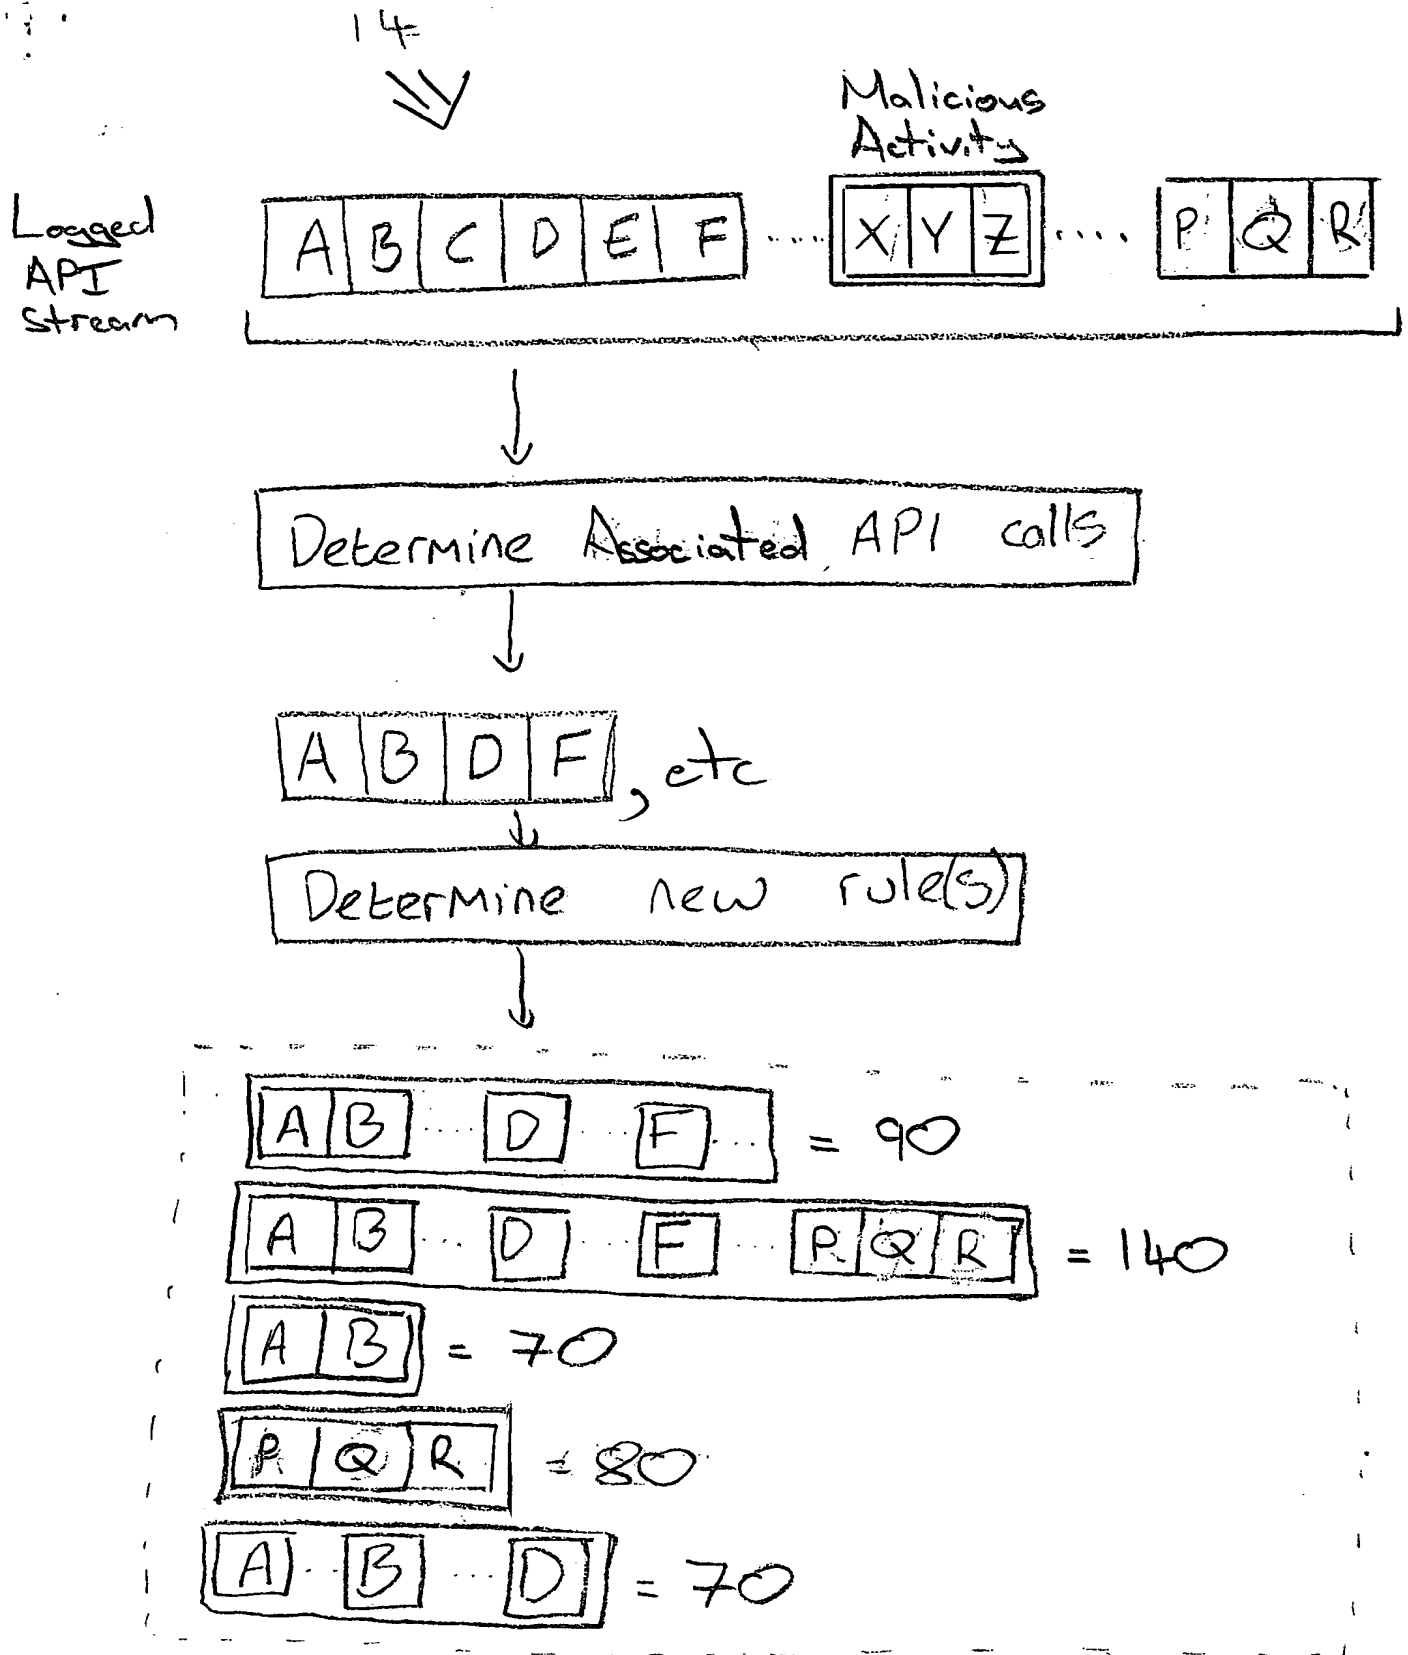 14
Malicious
Activity
Logged
API
stream
A B C D E F ..... X Y Z ..... P Q R
Determine Associated API calls
A B D F, etc
Determine new rule(s)
A B ..... D ... F .... = 90
A B .... D ... F .... P Q R = 140
A B = 70
P Q R = 80
A ... B .... D = 70